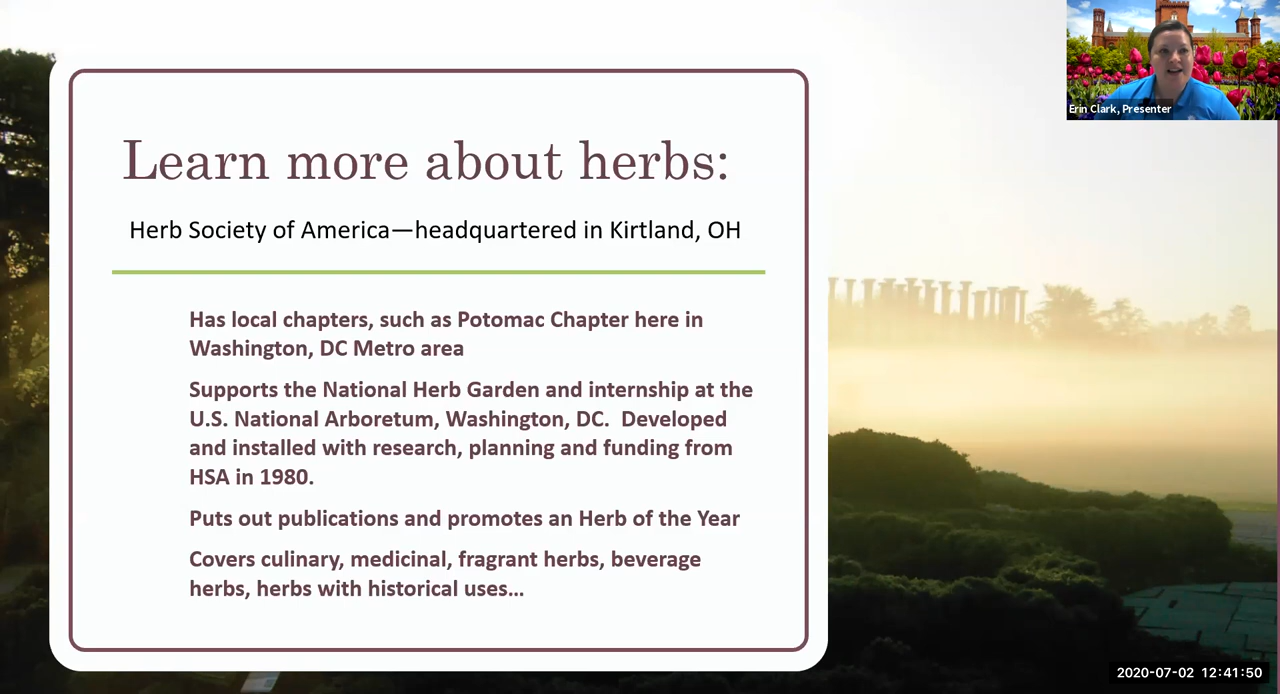 Erin Clark, Presenter
Learn more about herbs:
Herb Society of America—headquartered in Kirtland, OH
Has local chapters, such as Potomac Chapter here in
Washington, DC Metro area
Supports the National Herb Garden and internship at the
U.S. National Arboretum, Washington, DC.  Developed
and installed with research, planning and funding from
HSA in 1980.
Puts out publications and promotes an Herb of the Year
Covers culinary, medicinal, fragrant herbs, beverage
herbs, herbs with historical uses…
2020-07-02 12:41:50